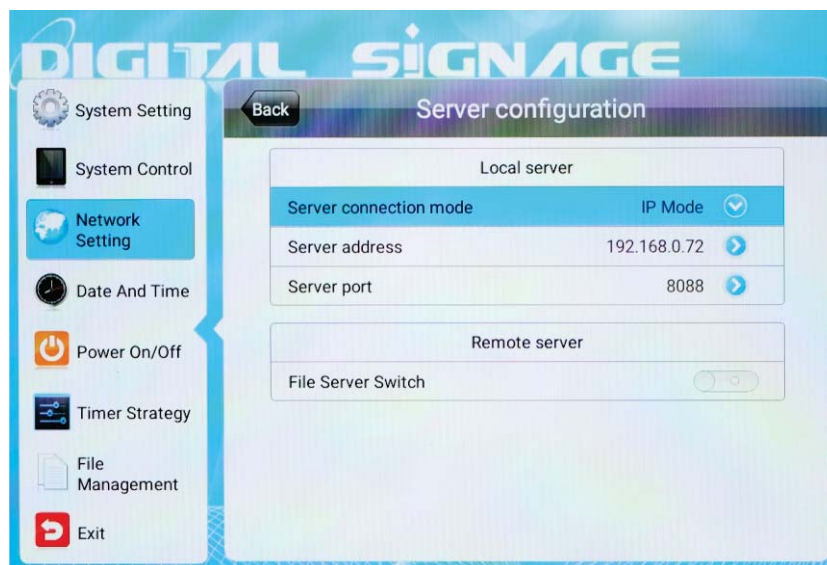 DIGITAL SIGNAGE
System Setting
System Control
Network
Setting
Date And Time
Power On/Off
Timer Strategy
File
Management
Exit
Back
Server configuration
Local server
Server connection mode IP Mode
Server address 192.168.0.72
Server port 8088
Remote server
File Server Switch